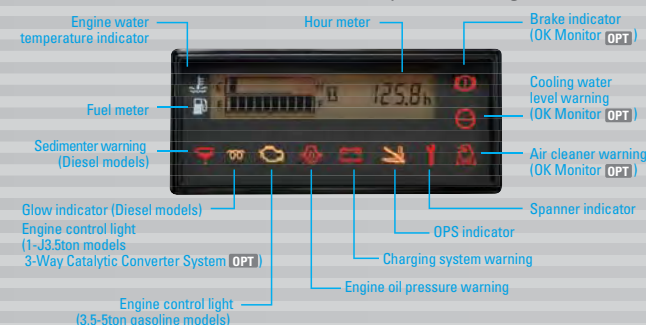 Engine water
temperature indicator
Hour meter
Brake indicator
(OK Monitor OPT)
Cooling water
level warning
(OK Monitor OPT)
Fuel meter
C H
E F
125.8h
Sedimenter warning
(Diesel models)
Air cleaner warning
(OK Monitor OPT)
Glow indicator (Diesel models)
Spanner indicator
Engine control light
(1-J3.5ton models
3-Way Catalytic Converter System OPT)
OPS indicator
Charging system warning
Engine oil pressure warning
Engine control light
(3.5-5ton gasoline models)